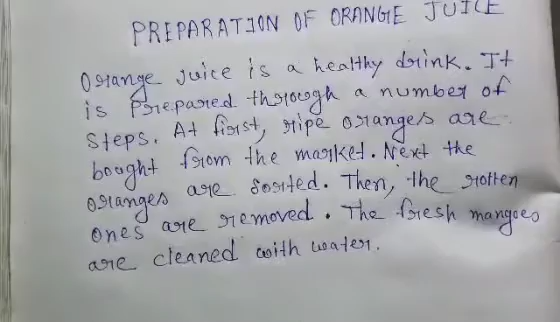 PREPARATION OF ORANGE JUICE
Orange juice is a healthy drink. It
is prepared through a number of
steps. At first, ripe oranges are
bought from the market. Next the
oranges are sorted. Then, the rotten
ones are removed. The fresh mangoes
are cleaned with water.